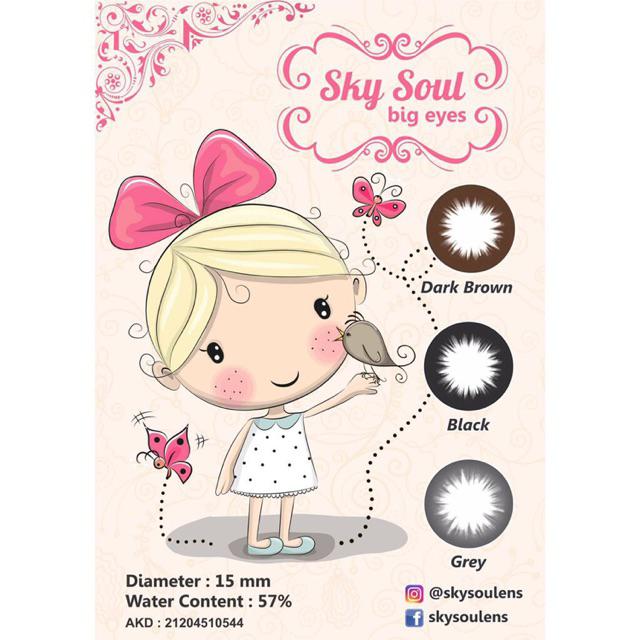 Sky Soul
big eyes
Dark Brown
Black
Grey
Diameter : 15 mm
Water Content : 57%
AKD : 21204510544
@skysoulens
skysoulens